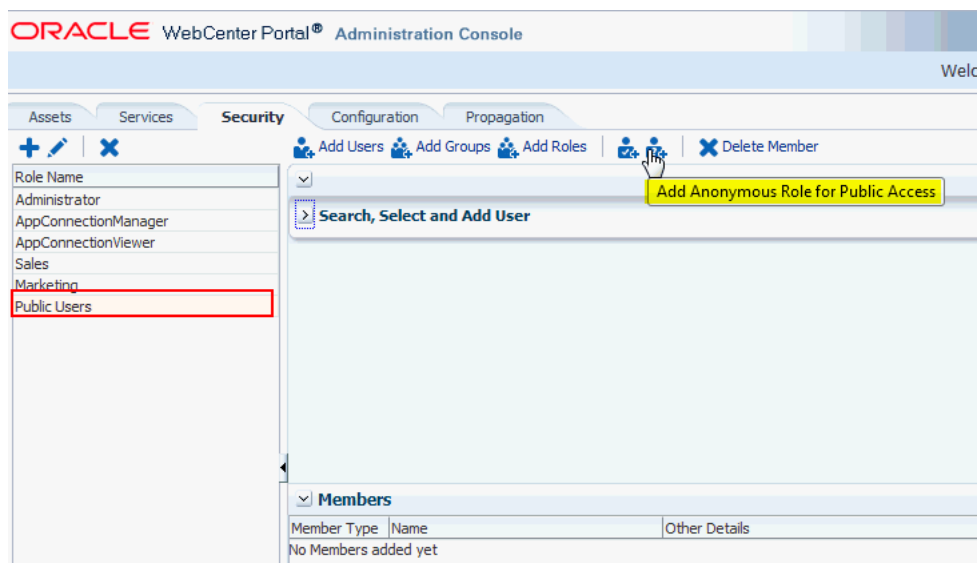 ORACLE WebCenter Portal® Administration Console
Assets Services Security Configuration Propagation
Add Users Add Groups Add Roles Delete Member
Add Anonymous Role for Public Access
Role Name
Administrator
AppConnectionManager
AppConnectionViewer
Sales
Marketing
Public Users
Search, Select and Add User
Members
Member Type Name Other Details
No Members added yet